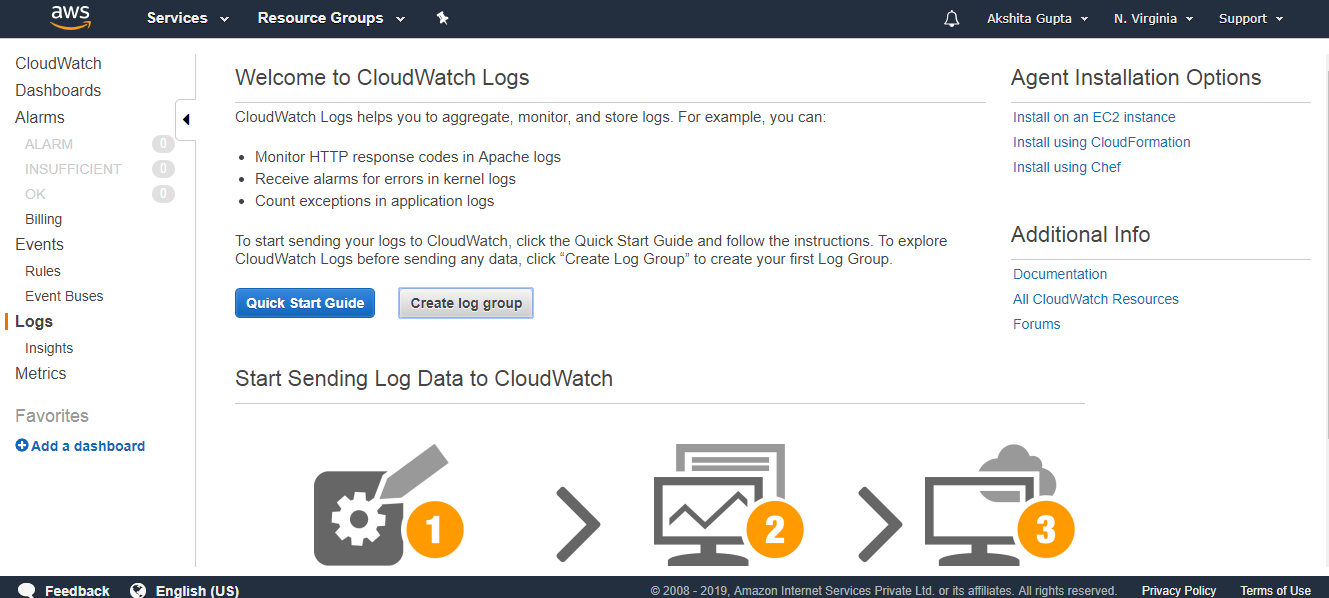 aws
Services
Resource Groups
Akshita Gupta
N. Virginia
Support
CloudWatch
Dashboards
Alarms
ALARM 0
INSUFFICIENT 0
OK 0
Billing
Events
Rules
Event Buses
Logs
Insights
Metrics
Favorites
Add a dashboard
Welcome to CloudWatch Logs
CloudWatch Logs helps you to aggregate, monitor, and store logs. For example, you can:
• Monitor HTTP response codes in Apache logs
• Receive alarms for errors in kernel logs
• Count exceptions in application logs
To start sending your logs to CloudWatch, click the Quick Start Guide and follow the instructions. To explore
CloudWatch Logs before sending any data, click “Create Log Group” to create your first Log Group.
Quick Start Guide
Create log group
Start Sending Log Data to CloudWatch
1
2
3
Agent Installation Options
Install on an EC2 instance
Install using CloudFormation
Install using Chef
Additional Info
Documentation
All CloudWatch Resources
Forums
Feedback
English (US)
© 2008 - 2019, Amazon Internet Services Private Ltd. or its affiliates. All rights reserved.
Privacy Policy
Terms of Use